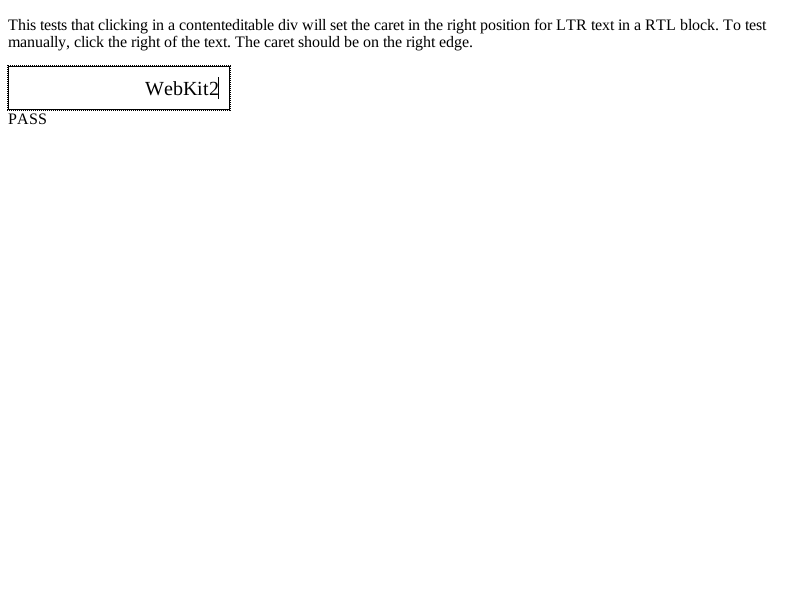 This tests that clicking in a contenteditable div will set the caret in the right position for LTR text in a RTL block. To test
manually, click the right of the text. The caret should be on the right edge.
WebKit2
PASS